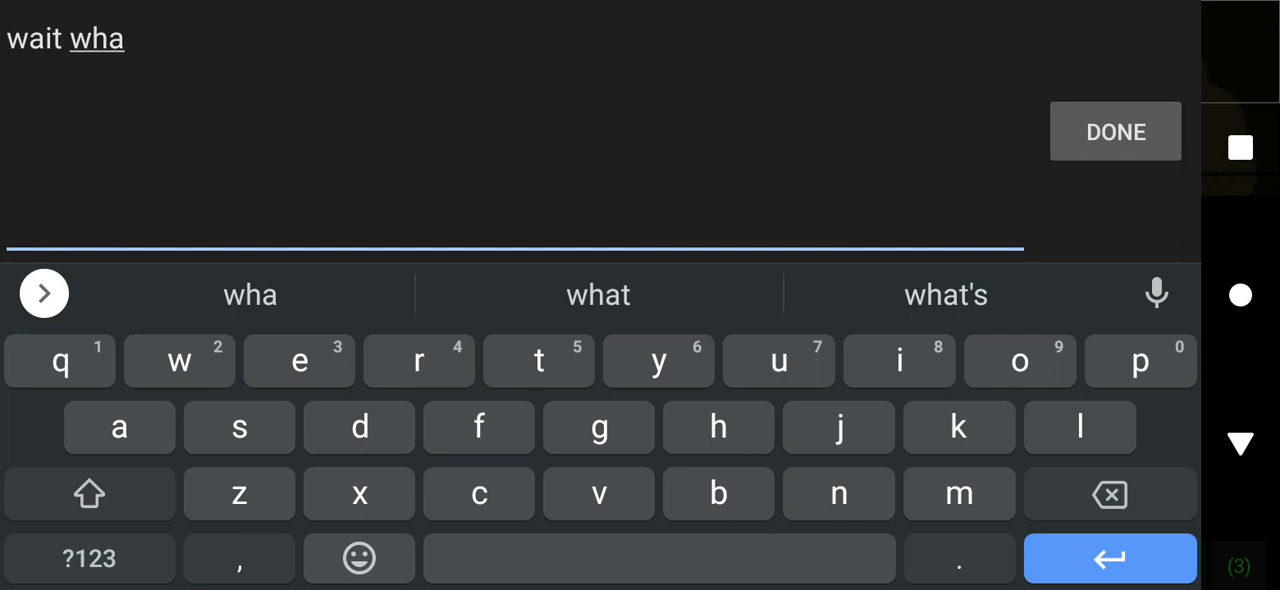 wait wha
DONE
wha what what's
q 1 w 2 e 3 r 4 t 5 y 6 u 7 i 8 o 9 p 0
a s d f g h j k l
z x c v b n m
?123 , .
(3)